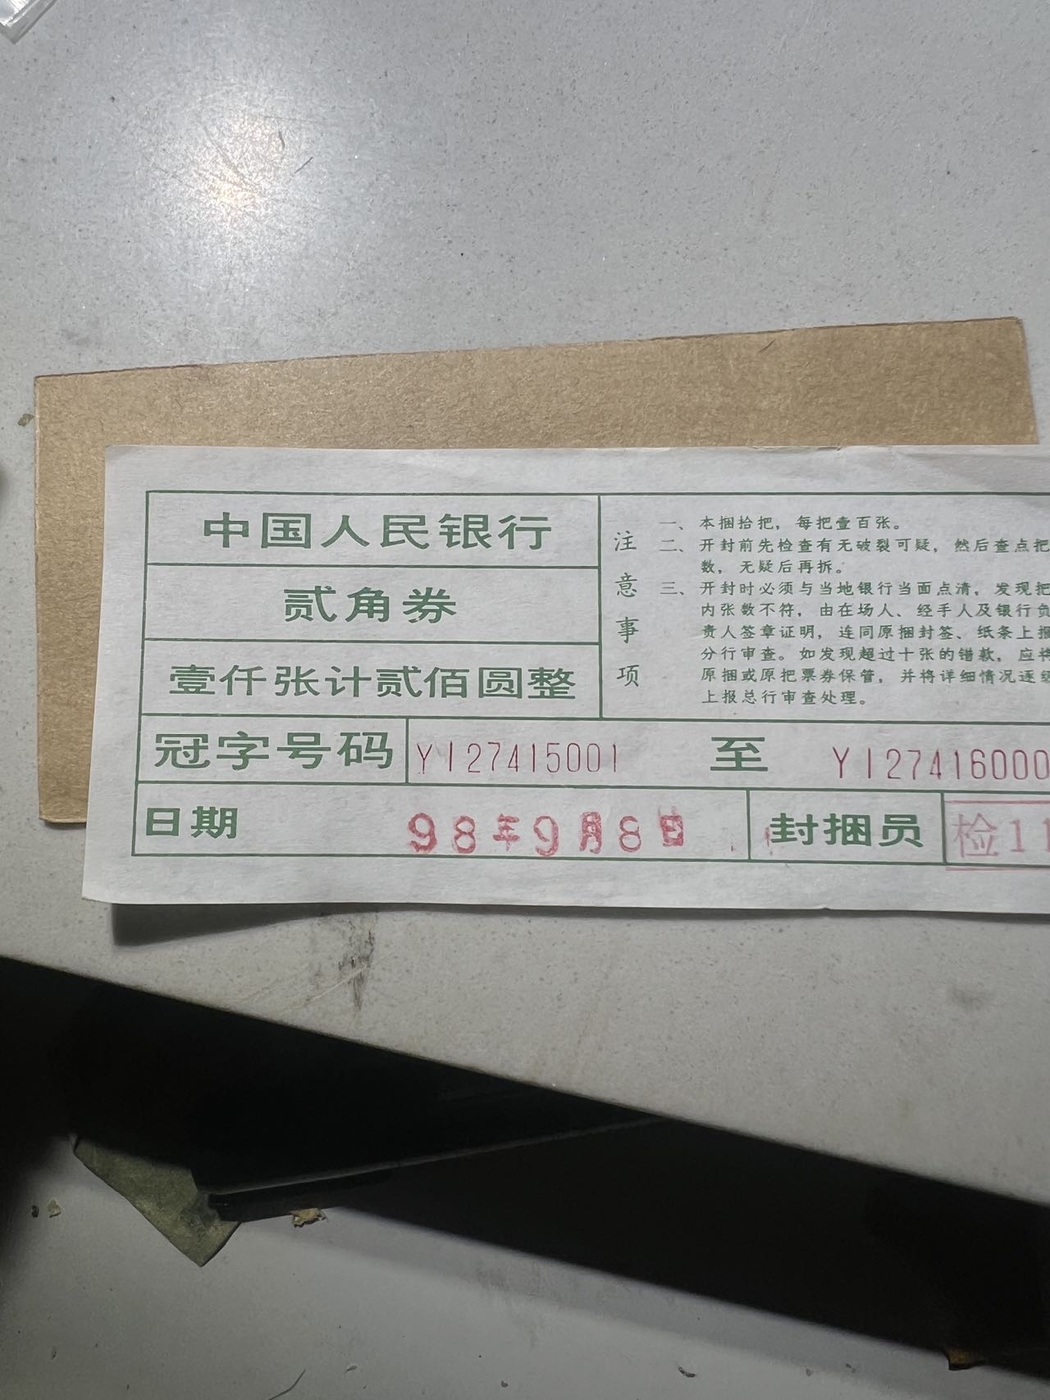 中国人民银行
贰角券
壹仟张计贰佰圆整
注意事项
一、本捆拾把，每把壹百张。
二、开封前先检查有无破裂可疑，然后查点把
数，无疑后再拆。
三、开封时必须与当地银行当面点清，发现把
内张数不符，由在场人、经手人及银行负
责人签章证明，连同原捆封签、纸条上报
分行审查。如发现超过十张的错款，应将
原捆或原把票券保管，并将详细情况逐级
上报总行审查处理。
冠字号码 YI27415001 至 YI27416000
日期 98年9月8日 封捆员 检11